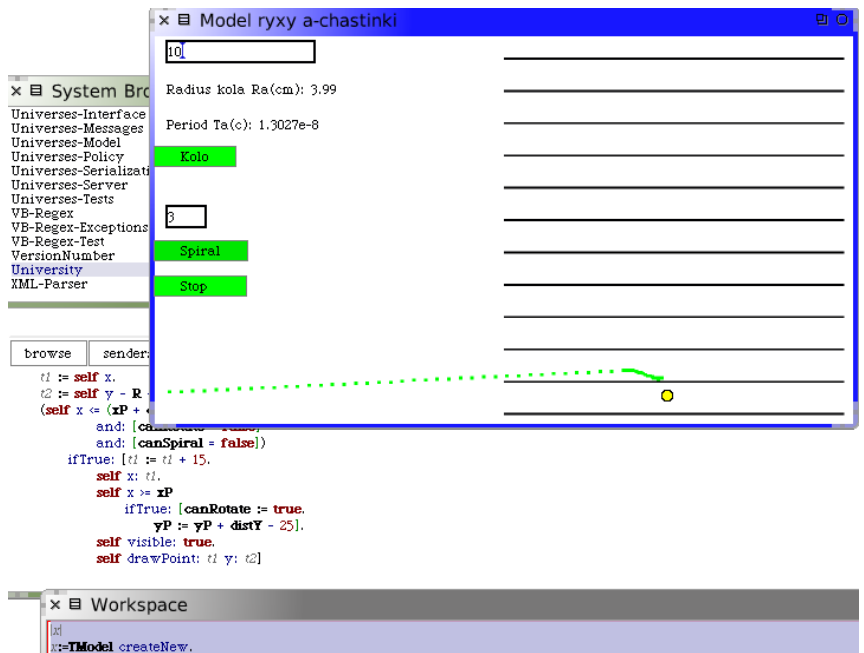 Model ryxy a-chastinki
10
Radius kola Ra(cm): 3.99
Period Ta(c): 1.3027e-8
Kolo
3
Spiral
Stop
System Bro
Universes-Interface
Universes-Messages
Universes-Model
Universes-Policy
Universes-Serializati
Universes-Server
Universes-Tests
VB-Regex
VB-Regex-Exceptions
VB-Regex-Test
VersionNumber
University
XML-Parser
browse sender
t1 := self x.
t2 := self y - R
(self x <= (xP +
and: [
and: [canSpiral = false])
ifTrue: [t1 := t1 + 15.
self x: t1.
self x >= xP
ifTrue: [canRotate := true.
yP := yP + distY - 25].
self visible: true.
self drawPoint: t1 y: t2]
Workspace
|x|
x:=TModel createNew.